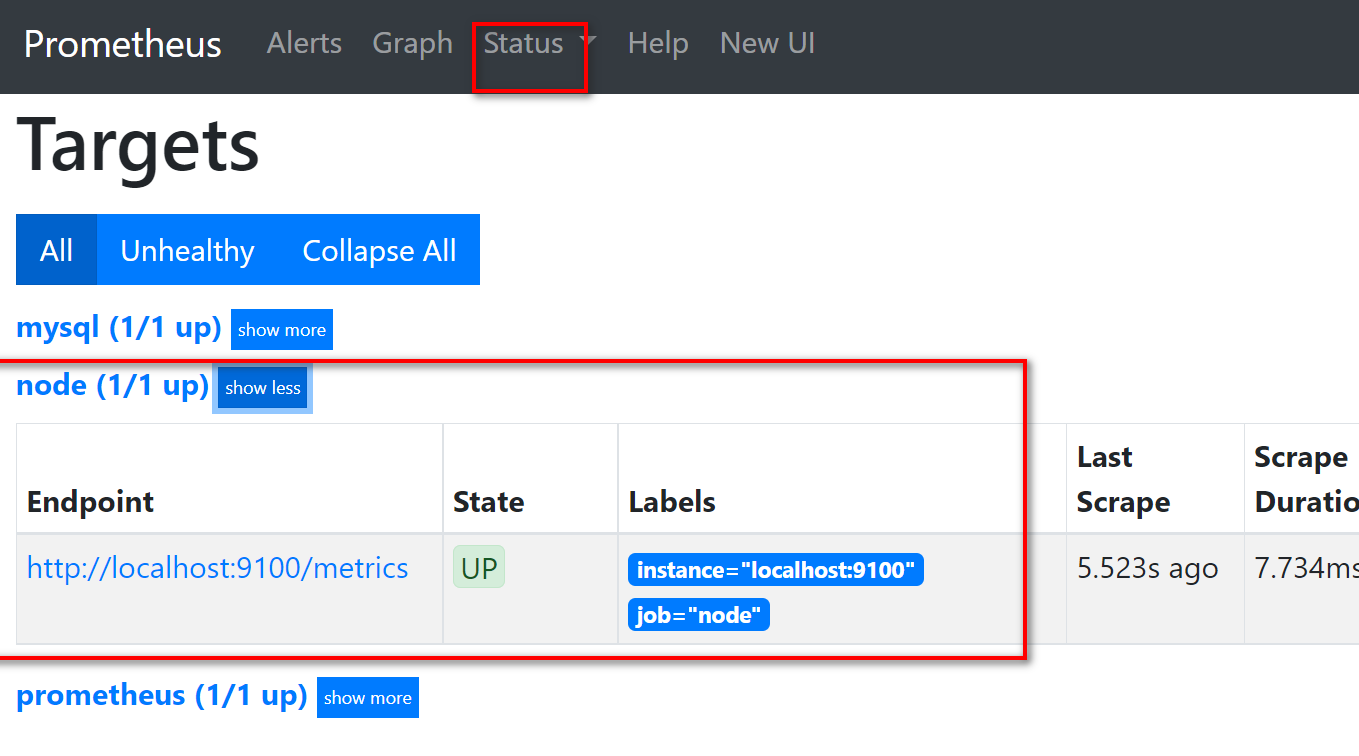 Prometheus Alerts Graph Status Help New UI
Targets
All Unhealthy Collapse All
mysql (1/1 up) show more
node (1/1 up) show less
Endpoint State Labels Last Scrape Scrape Duratio
http://localhost:9100/metrics UP instance="localhost:9100" job="node" 5.523s ago 7.734ms
prometheus (1/1 up) show more